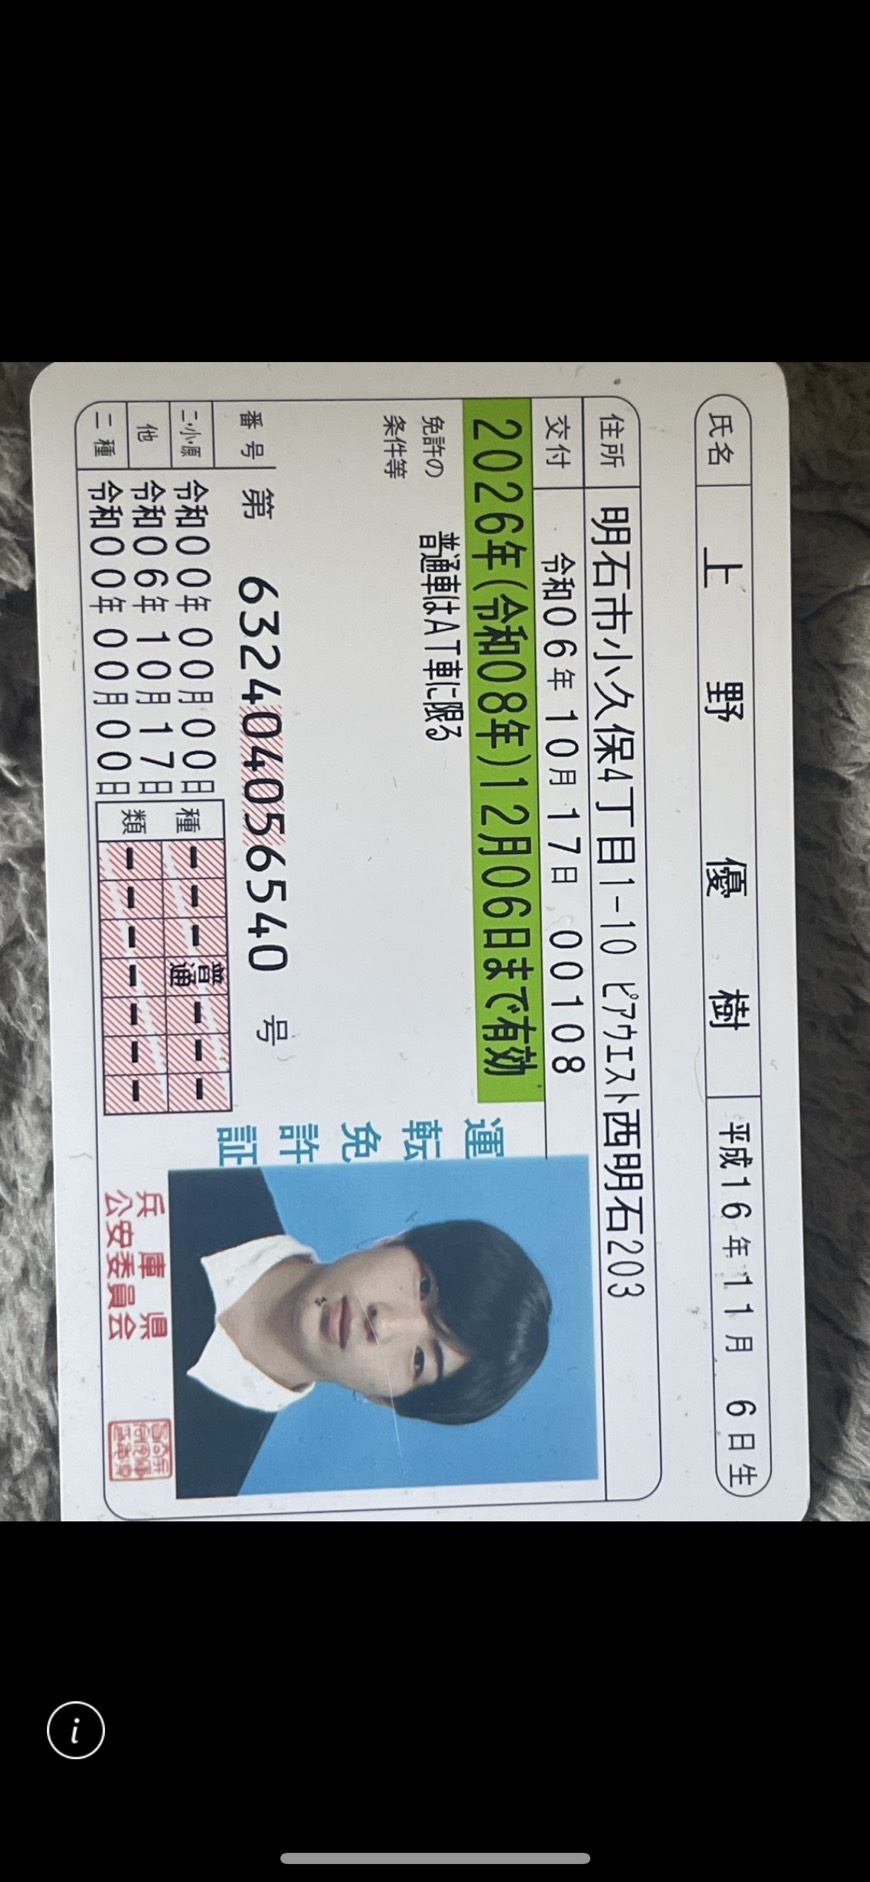 氏名 上野優樹 平成16年11月 6日生
住所 明石市小久保4丁目1-10 ピアウエスト西明石203
交付 令和06年10月17日 00108
2026年(令和08年)12月06日まで有効
免許の
条件等
普通車はAT車に限る
番号 第 632404056540 号
二・小・原 令和00年00月00日
他 令和06年10月17日
二種 令和00年00月00日
種類
普通
運転免許証
兵庫県
公安委員会
i